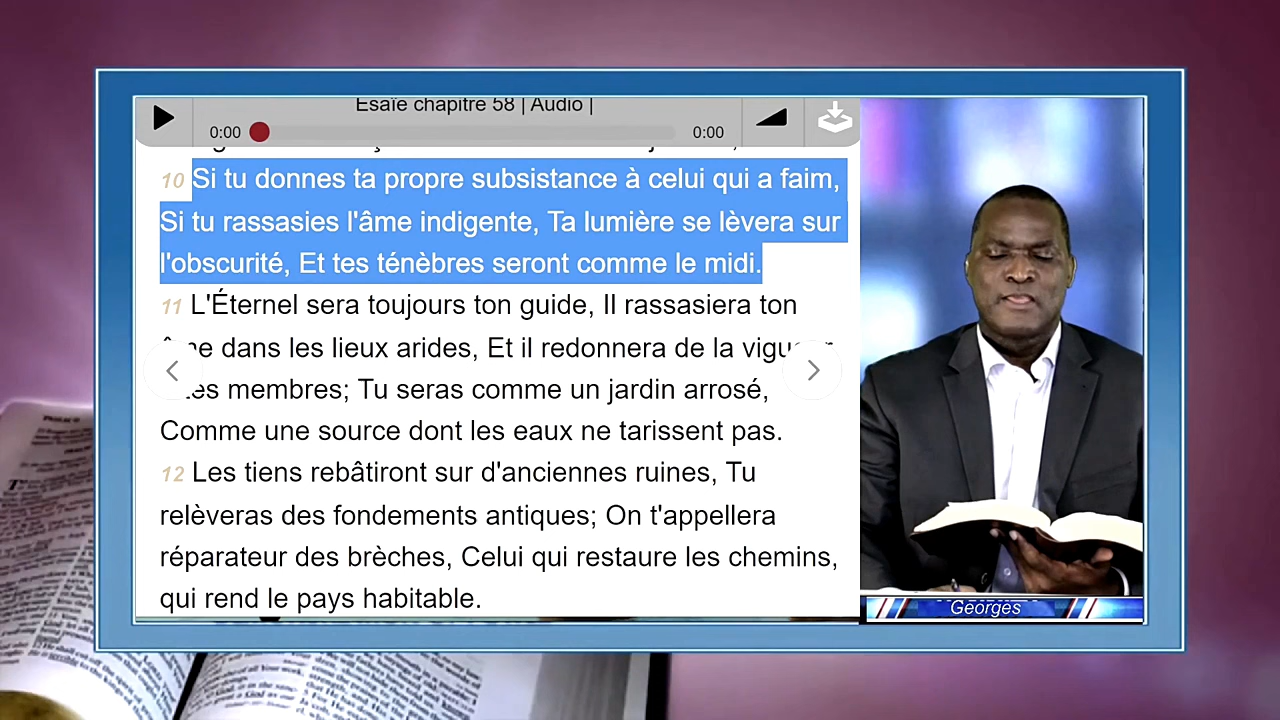 Esaïe chapitre 58 | Audio |
0:00
0:00
10 Si tu donnes ta propre subsistance à celui qui a faim,
Si tu rassasies l'âme indigente, Ta lumière se lèvera sur
l'obscurité, Et tes ténèbres seront comme le midi.
11 L'Éternel sera toujours ton guide, Il rassasiera ton
âme dans les lieux arides, Et il redonnera de la vigueur
membres; Tu seras comme un jardin arrosé,
Comme une source dont les eaux ne tarissent pas.
12 Les tiens rebâtiront sur d'anciennes ruines, Tu
relèveras des fondements antiques; On t'appellera
réparateur des brèches, Celui qui restaure les chemins,
qui rend le pays habitable.
Georges